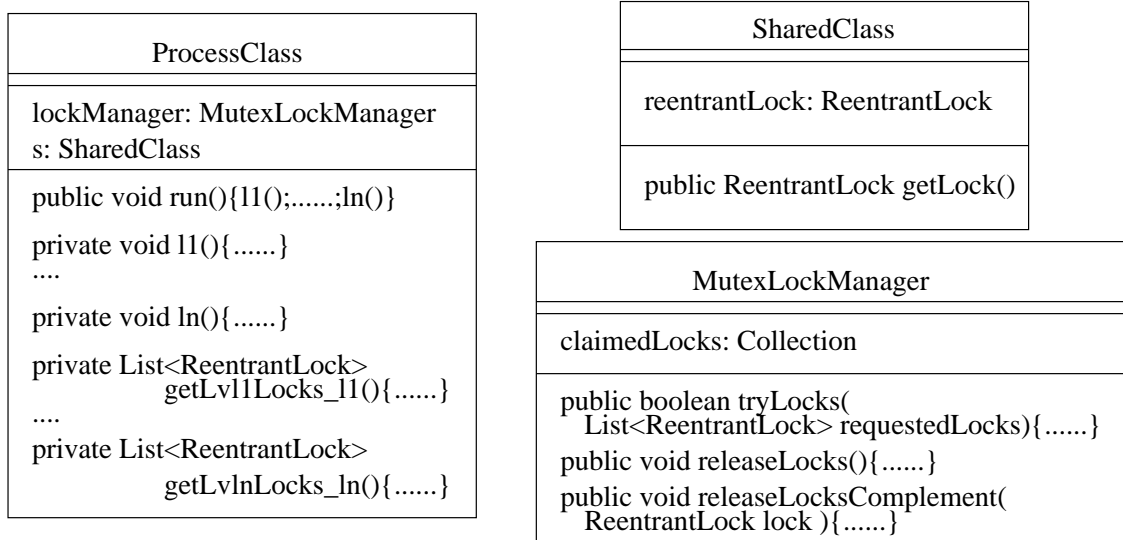 ProcessClass
lockManager: MutexLockManager
s: SharedClass
public void run(){l1();......;ln()}
private void l1(){......}
....
private void ln(){......}
private List<ReentrantLock>
getLvl1Locks_l1(){......}
....
private List<ReentrantLock>
getLvlnLocks_ln(){......}
SharedClass
reentrantLock: ReentrantLock
public ReentrantLock getLock()
MutexLockManager
claimedLocks: Collection
public boolean tryLocks(
List<ReentrantLock> requestedLocks){......}
public void releaseLocks(){......}
public void releaseLocksComplement(
ReentrantLock lock ){......}